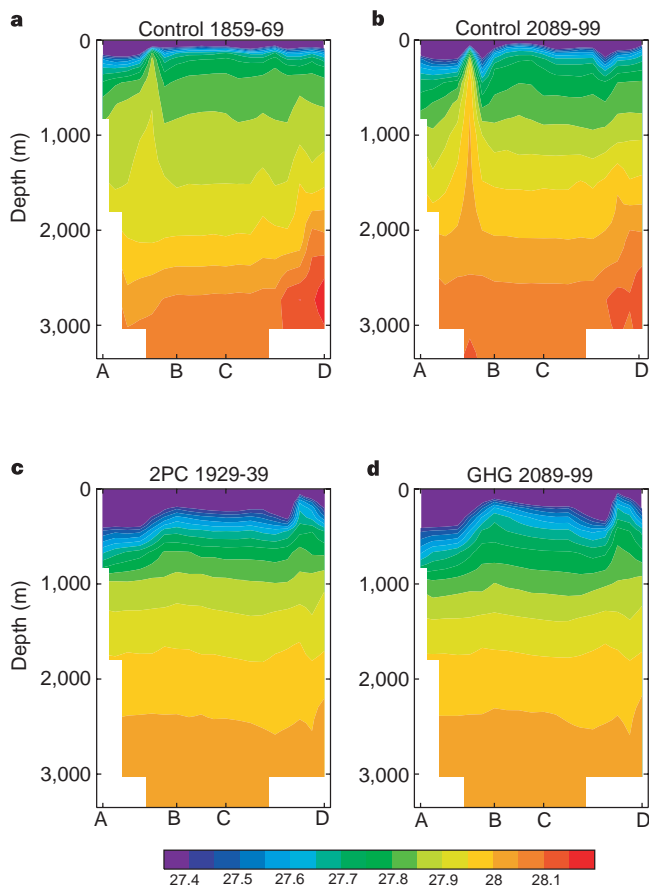 a
Control 1859-69
b
Control 2089-99
0
1,000
2,000
3,000
Depth (m)
A
B
C
D
0
1,000
2,000
3,000
A
B
C
D
c
2PC 1929-39
d
GHG 2089-99
0
1,000
2,000
3,000
Depth (m)
A
B
C
D
0
1,000
2,000
3,000
A
B
C
D
27.4 27.5 27.6 27.7 27.8 27.9 28 28.1